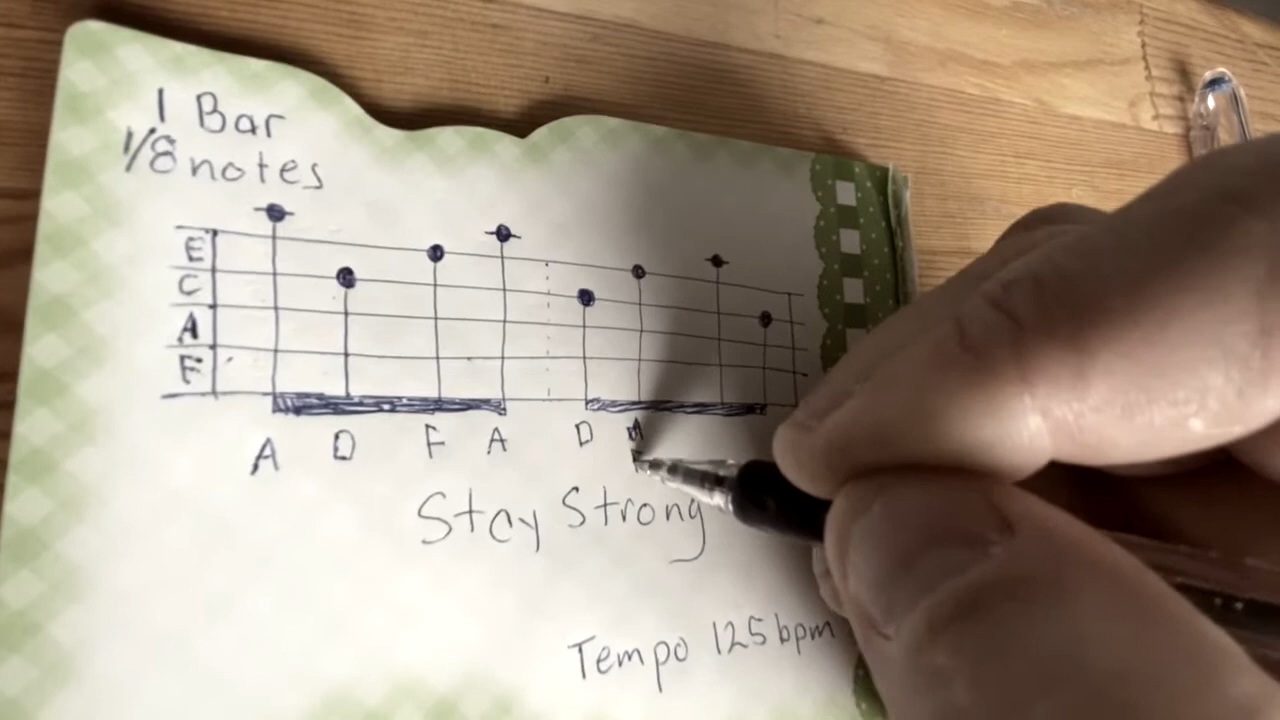 1 Bar
1/8 notes
E
C
A
F
A D F A D
Stay Strong
Tempo 125 bpm